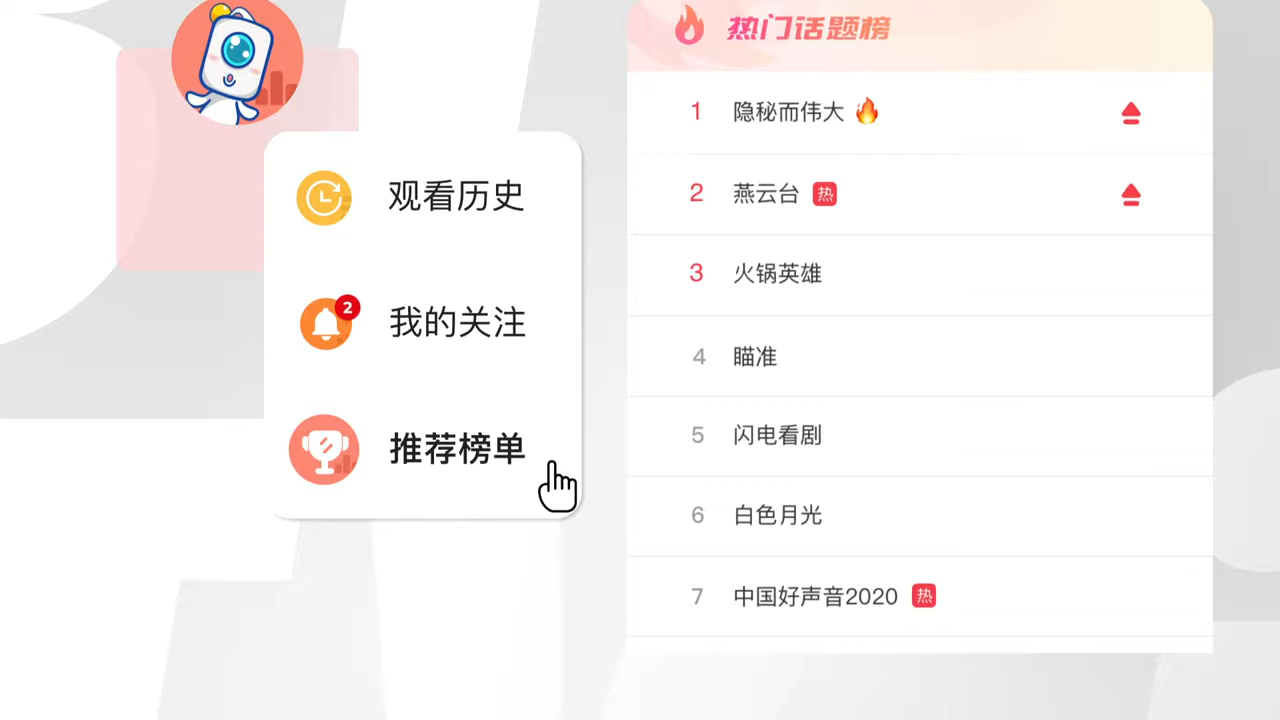 观看历史
2
我的关注
推荐榜单
热门话题榜
1 隐秘而伟大
2 燕云台 热
3 火锅英雄
4 瞄准
5 闪电看剧
6 白色月光
7 中国好声音2020 热